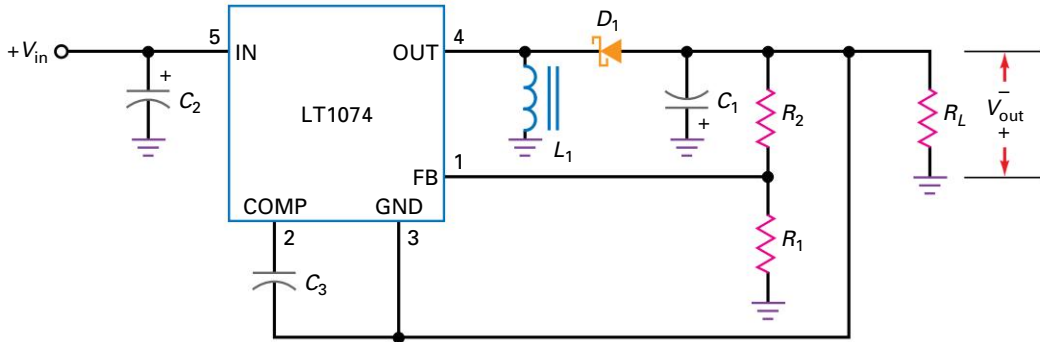 +Vin
5
IN
OUT
4
D1
+
C2
LT1074
L1
C1
+
R2
RL
−
Vout
+
1
FB
COMP
GND
2
3
R1
C3